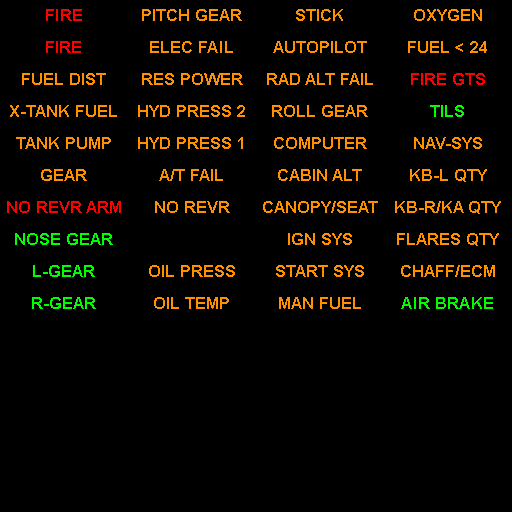 FIRE PITCH GEAR STICK OXYGEN
FIRE ELEC FAIL AUTOPILOT FUEL < 24
FUEL DIST RES POWER RAD ALT FAIL FIRE GTS
X-TANK FUEL HYD PRESS 2 ROLL GEAR TILS
TANK PUMP HYD PRESS 1 COMPUTER NAV-SYS
GEAR A/T FAIL CABIN ALT KB-L QTY
NO REVR ARM NO REVR CANOPY/SEAT KB-R/KA QTY
NOSE GEAR IGN SYS FLARES QTY
L-GEAR OIL PRESS START SYS CHAFF/ECM
R-GEAR OIL TEMP MAN FUEL AIR BRAKE